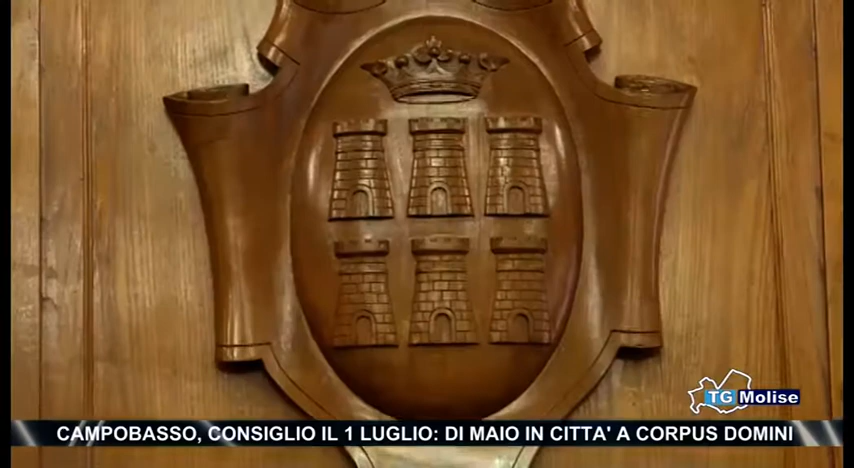 TG Molise
CAMPOBASSO, CONSIGLIO IL 1 LUGLIO: DI MAIO IN CITTA' A CORPUS DOMINI